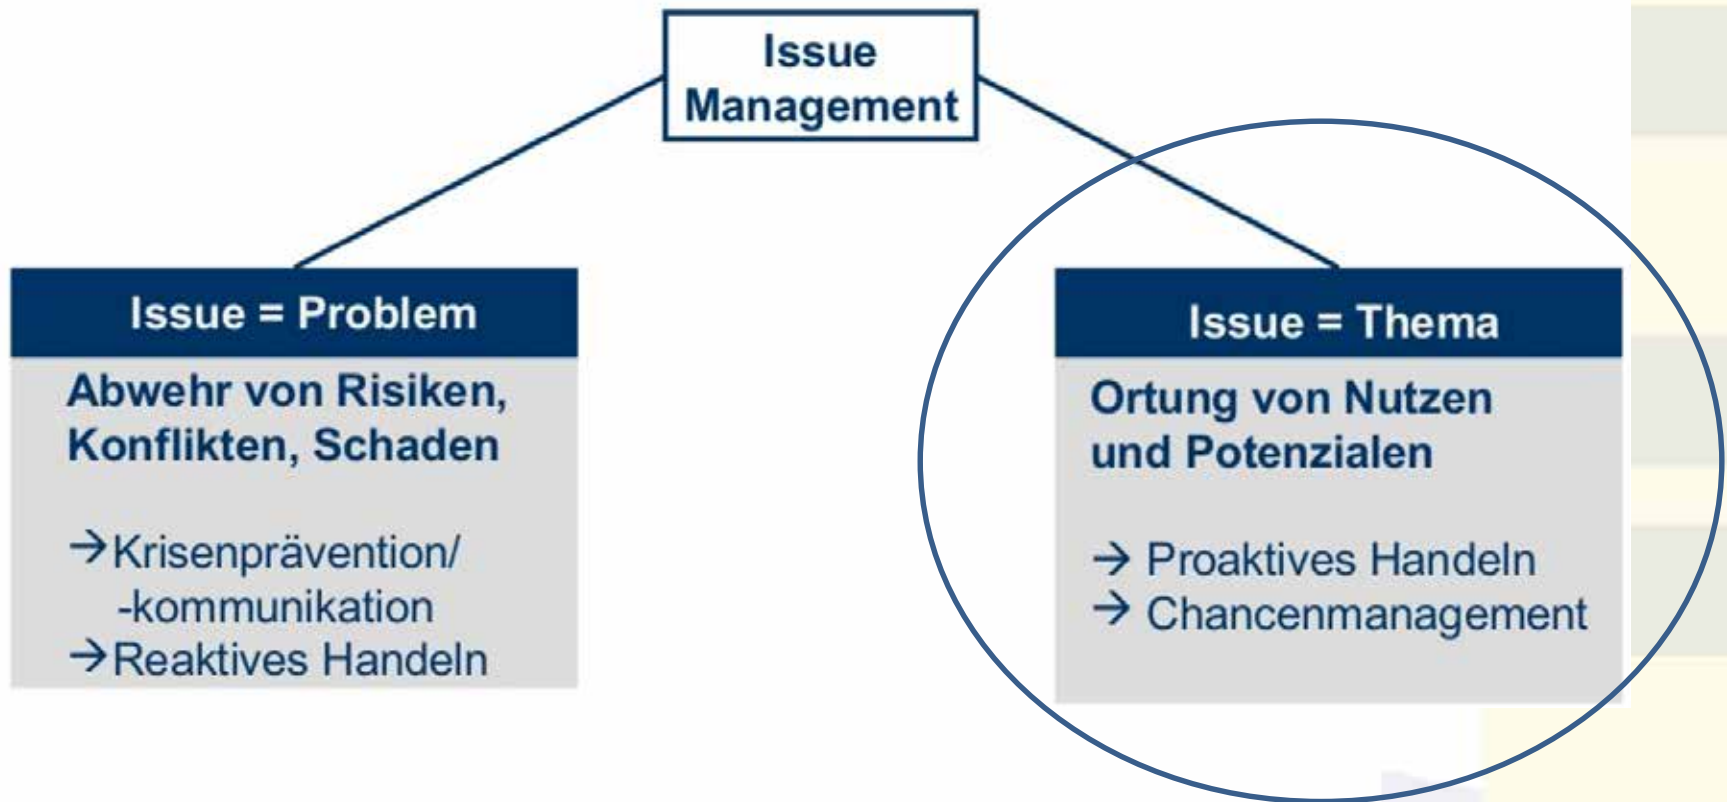 Issue
Management
Issue = Problem
Abwehr von Risiken,
Konflikten, Schaden
→Krisenprävention/
-kommunikation
→Reaktives Handeln
Issue = Thema
Ortung von Nutzen
und Potenzialen
→ Proaktives Handeln
→ Chancenmanagement